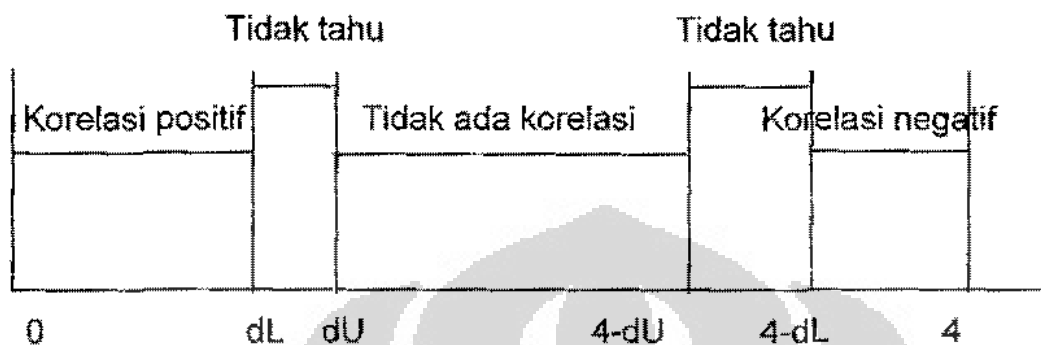 Tidak tahu Tidak tahu
Korelasi positif Tidak ada korelasi Korelasi negatif
0 dL dU 4-dU 4-dL 4